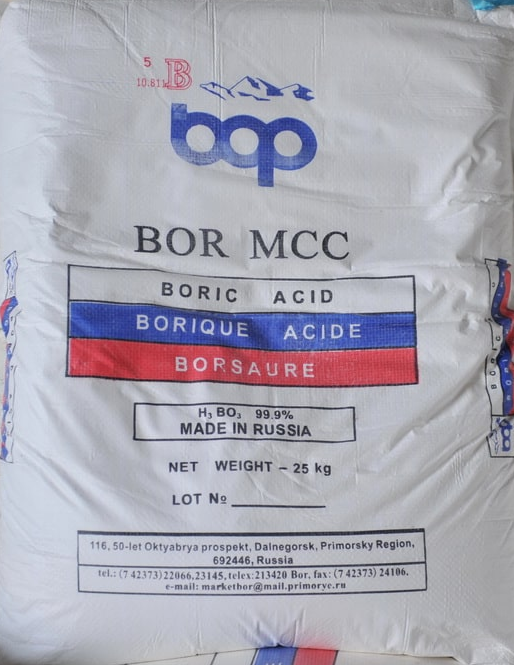 5 B
10.811
бор
BOR MCC
BORIC ACID
BORIQUE ACIDE
BORSAURE
H₃BO₃ 99.9%
MADE IN RUSSIA
NET WEIGHT – 25 kg
LOT №
116, 50-let Oktyabrya prospekt, Dalnegorsk, Primorsky Region,
692446, Russia
tel.: (7 42373) 22066, 23145, telex: 213420 Bor, fax: (7 42373) 24106.
e-mail: marketbor@mail.primorye.ru